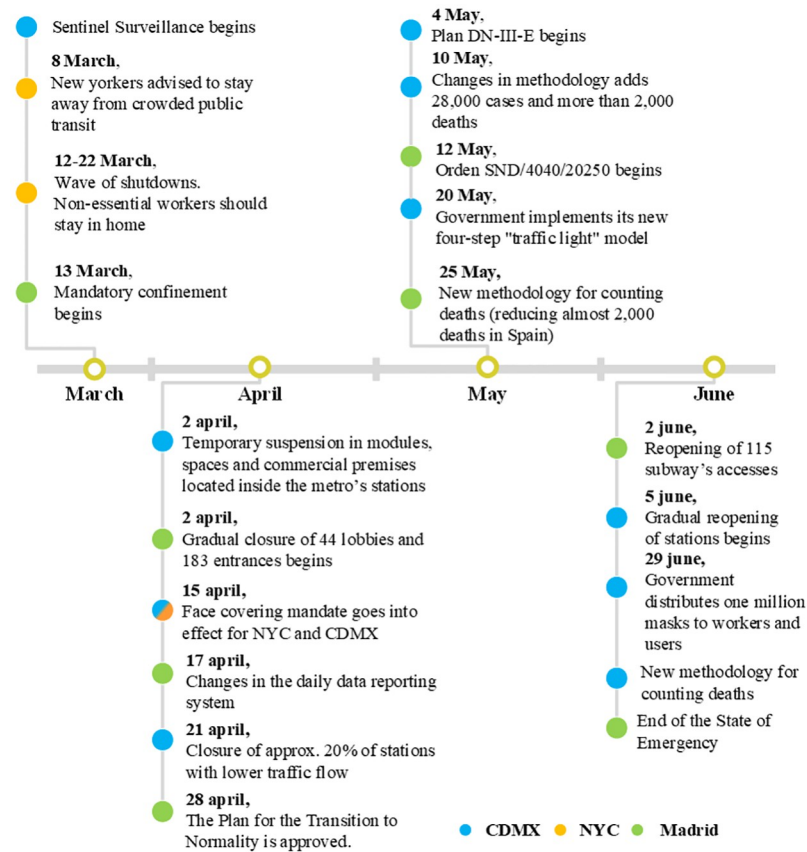 Sentinel Surveillance begins
8 March,
New yorkers advised to stay
away from crowded public
transit
12-22 March,
Wave of shutdowns.
Non-essential workers should
stay in home
13 March,
Mandatory confinement
begins
4 May,
Plan DN-III-E begins
10 May,
Changes in methodology adds
28,000 cases and more than 2,000
deaths
12 May,
Orden SND/4040/20250 begins
20 May,
Government implements its new
four-step "traffic light" model
25 May,
New methodology for counting
deaths (reducing almost 2,000
deaths in Spain)
March
April
May
June
2 april,
Temporary suspension in modules,
spaces and commercial premises
located inside the metro's stations
2 april,
Gradual closure of 44 lobbies and
183 entrances begins
15 april,
Face covering mandate goes into
effect for NYC and CDMX
17 april,
Changes in the daily data reporting
system
21 april,
Closure of approx. 20% of stations
with lower traffic flow
28 april,
The Plan for the Transition to
Normality is approved.
2 june,
Reopening of 115
subway's accesses
5 june,
Gradual reopening
of stations begins
29 june,
Government
distributes one million
masks to workers and
users
New methodology for
counting deaths
End of the State of
Emergency
CDMX
NYC
Madrid